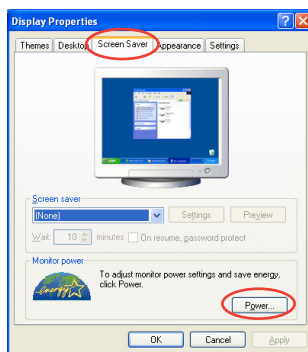 Display Properties
Themes Desktop Screen Saver Appearance Settings
Screen saver
(None) Settings Preview
Wait: 10 minutes On resume, password protect
Monitor power
To adjust monitor power settings and save energy,
click Power.
Power...
OK Cancel Apply